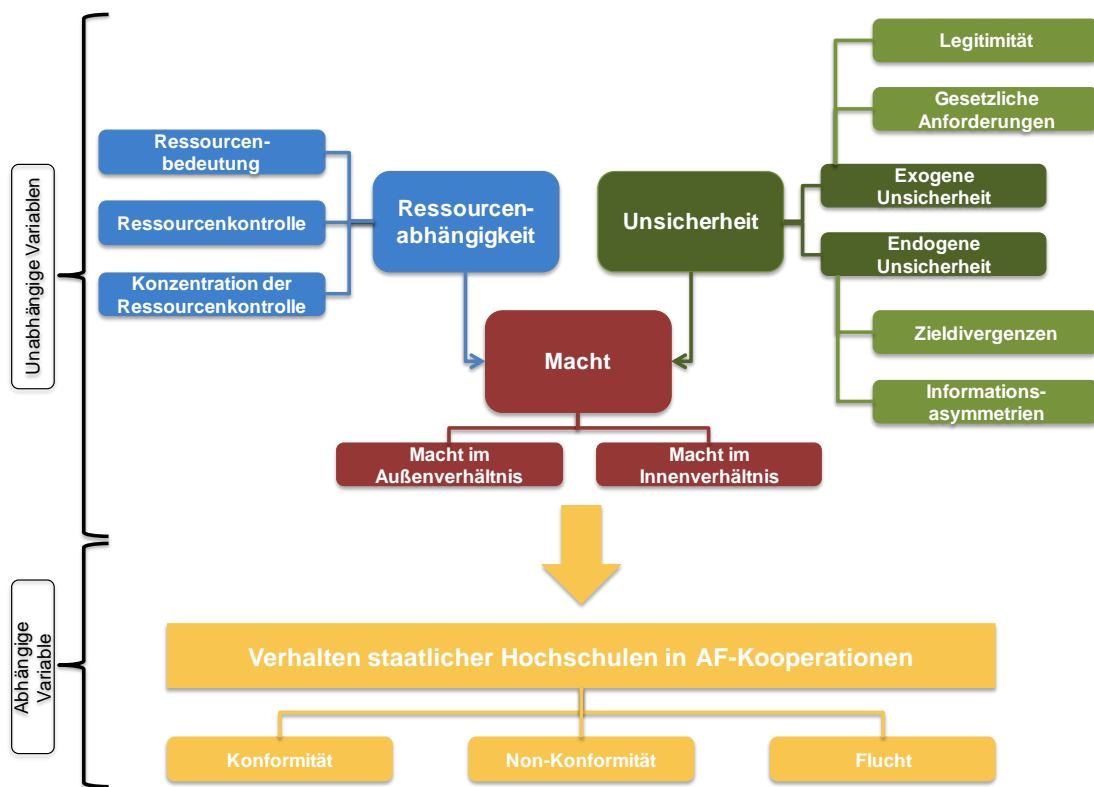 Legitimität
Gesetzliche
Anforderungen
Ressourcen-
bedeutung
Exogene
Unsicherheit
Ressourcen-
abhängigkeit
Unsicherheit
Ressourcenkontrolle
Endogene
Unsicherheit
Konzentration der
Ressourcenkontrolle
Unabhängige Variablen
Zieldivergenzen
Macht
Informations-
asymmetrien
Macht im
Außenverhältnis
Macht im
Innenverhältnis
Abhängige
Variable
Verhalten staatlicher Hochschulen in AF-Kooperationen
Konformität
Non-Konformität
Flucht